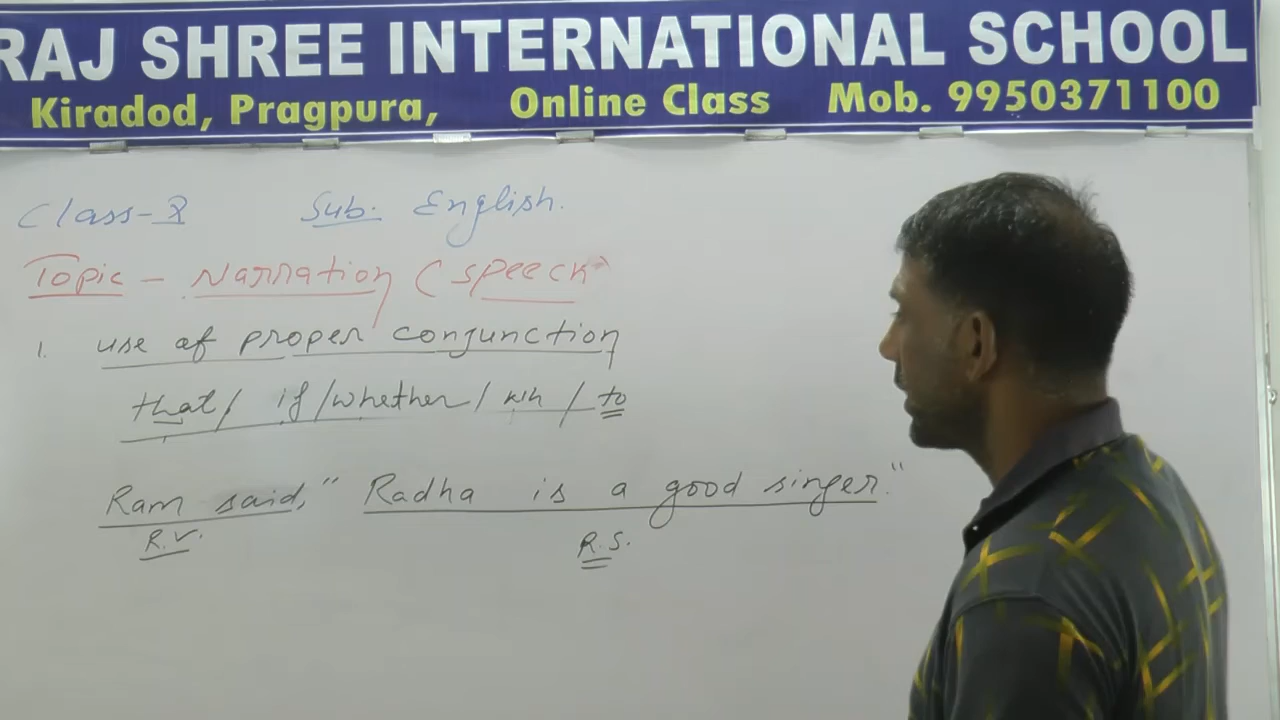 RAJ SHREE INTERNATIONAL SCHOOL
Kiradod, Pragpura, Online Class Mob. 9950371100
Class-X Sub. English.
Topic - Narration (speech)
1. use of proper conjunction
that / if / whether / wh / to
Ram said, " Radha is a good singer."
R.V. R.S.